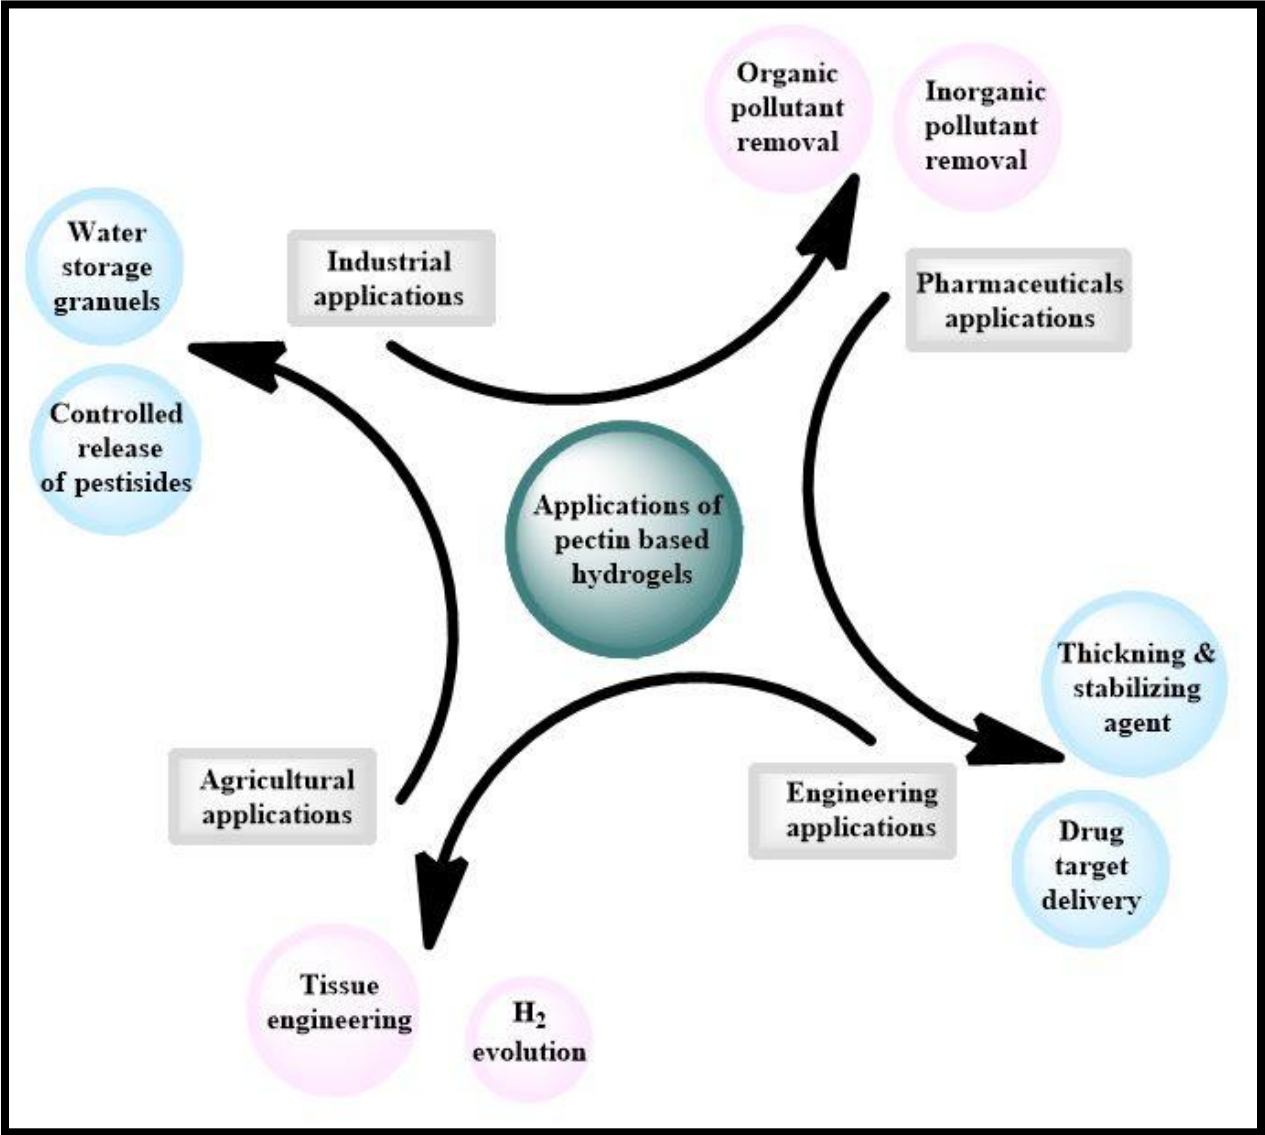 Organic
pollutant
removal
Inorganic
pollutant
removal
Water
storage
granuels
Industrial
applications
Pharmaceuticals
applications
Controlled
release
of pestisides
Applications of
pectin based
hydrogels
Thickning &
stabilizing
agent
Agricultural
applications
Engineering
applications
Drug
target
delivery
Tissue
engineering
H₂
evolution